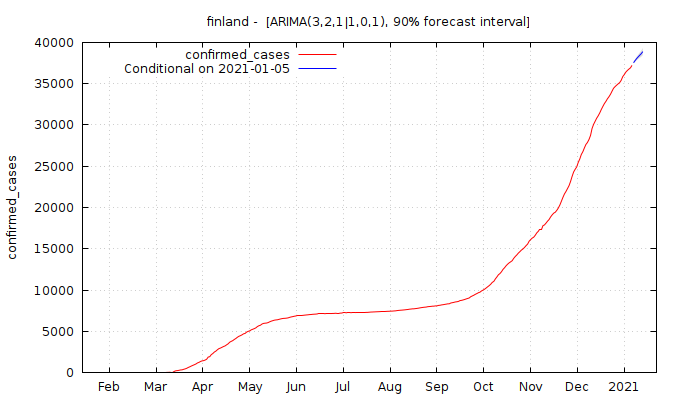 finland -  [ARIMA(3,2,1|1,0,1), 90% forecast interval]
confirmed_cases
Conditional on 2021-01-05
confirmed_cases
40000
35000
30000
25000
20000
15000
10000
5000
0
Feb Mar Apr May Jun Jul Aug Sep Oct Nov Dec 2021